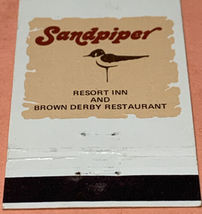 Sandpiper
RESORT INN
AND
BROWN DERBY RESTAURANT